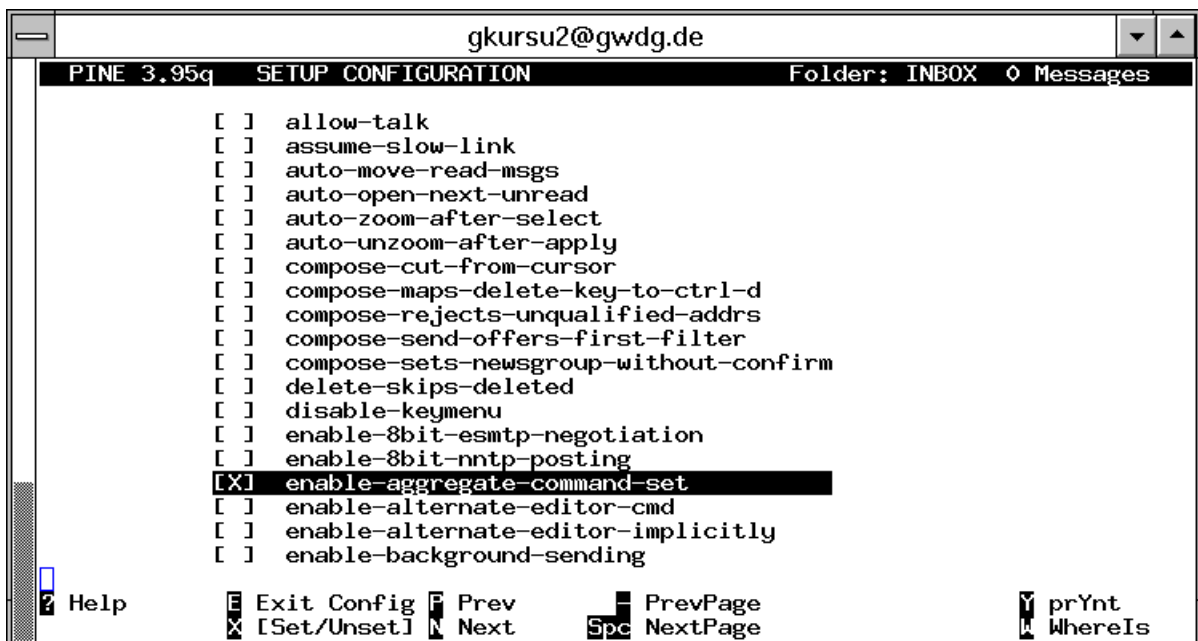 gkursu2@gwdg.de
PINE 3.95q SETUP CONFIGURATION Folder: INBOX 0 Messages
[ ] allow-talk
[ ] assume-slow-link
[ ] auto-move-read-msgs
[ ] auto-open-next-unread
[ ] auto-zoom-after-select
[ ] auto-unzoom-after-apply
[ ] compose-cut-from-cursor
[ ] compose-maps-delete-key-to-ctrl-d
[ ] compose-rejects-unqualified-addrs
[ ] compose-send-offers-first-filter
[ ] compose-sets-newsgroup-without-confirm
[ ] delete-skips-deleted
[ ] disable-keymenu
[ ] enable-8bit-esmtp-negotiation
[ ] enable-8bit-nntp-posting
[X] enable-aggregate-command-set
[ ] enable-alternate-editor-cmd
[ ] enable-alternate-editor-implicitly
[ ] enable-background-sending
? Help E Exit Config P Prev - PrevPage Y prYnt
X [Set/Unset] N Next Spc NextPage W WhereIs